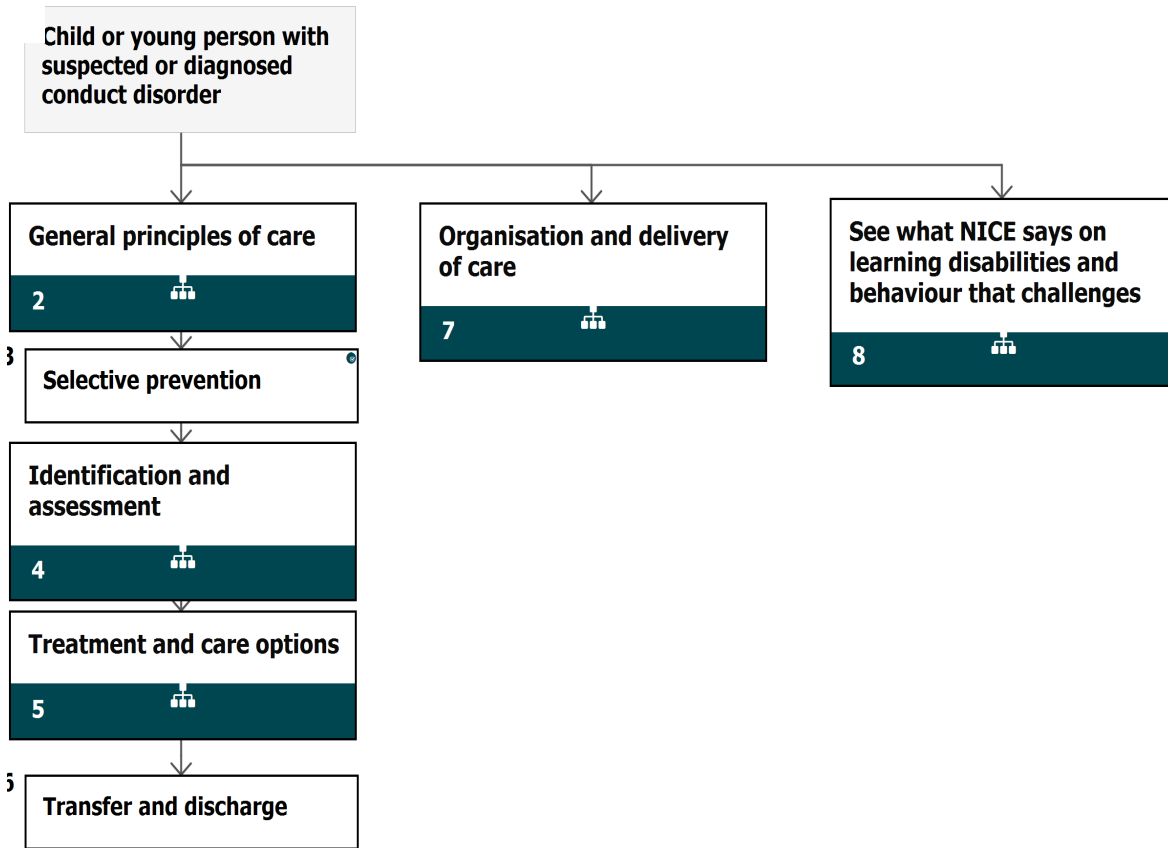 Child or young person with
suspected or diagnosed
conduct disorder
General principles of care
2
Organisation and delivery
of care
7
See what NICE says on
learning disabilities and
behaviour that challenges
8
3
Selective prevention
Identification and
assessment
4
Treatment and care options
5
Transfer and discharge